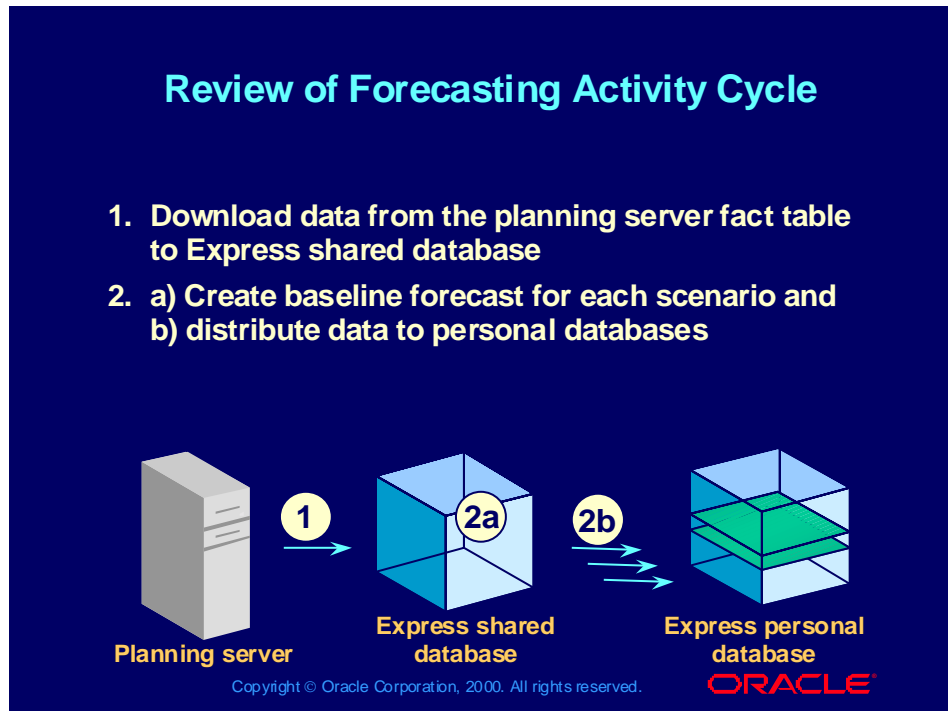 Review of Forecasting Activity Cycle
1. Download data from the planning server fact table
to Express shared database
2. a) Create baseline forecast for each scenario and
b) distribute data to personal databases
1
2a
2b
Planning server
Express shared
database
Express personal
database
Copyright © Oracle Corporation, 2000. All rights reserved.
ORACLE®